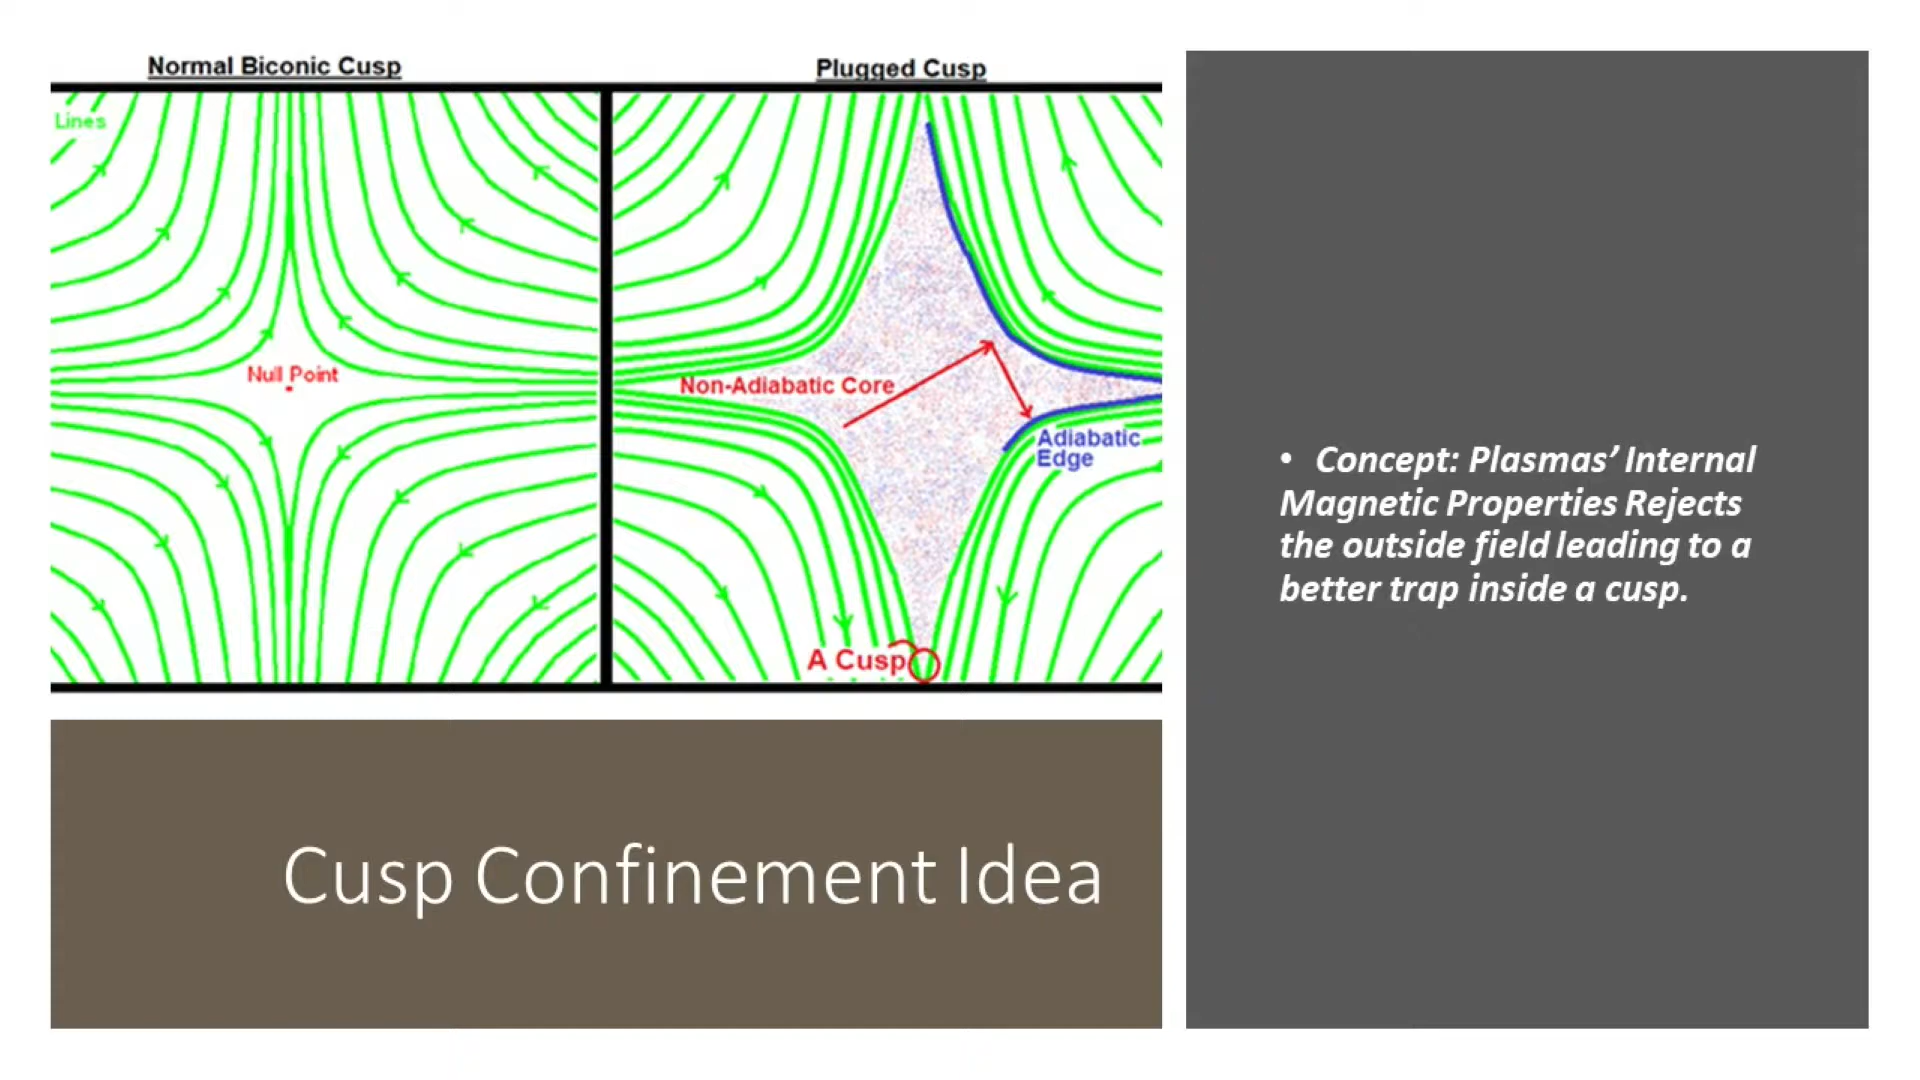 Normal Biconic Cusp
Lines
Null Point
Plugged Cusp
Non-Adiabatic Core
Adiabatic
Edge
A Cusp
• Concept: Plasmas’ Internal
Magnetic Properties Rejects
the outside field leading to a
better trap inside a cusp.
Cusp Confinement Idea